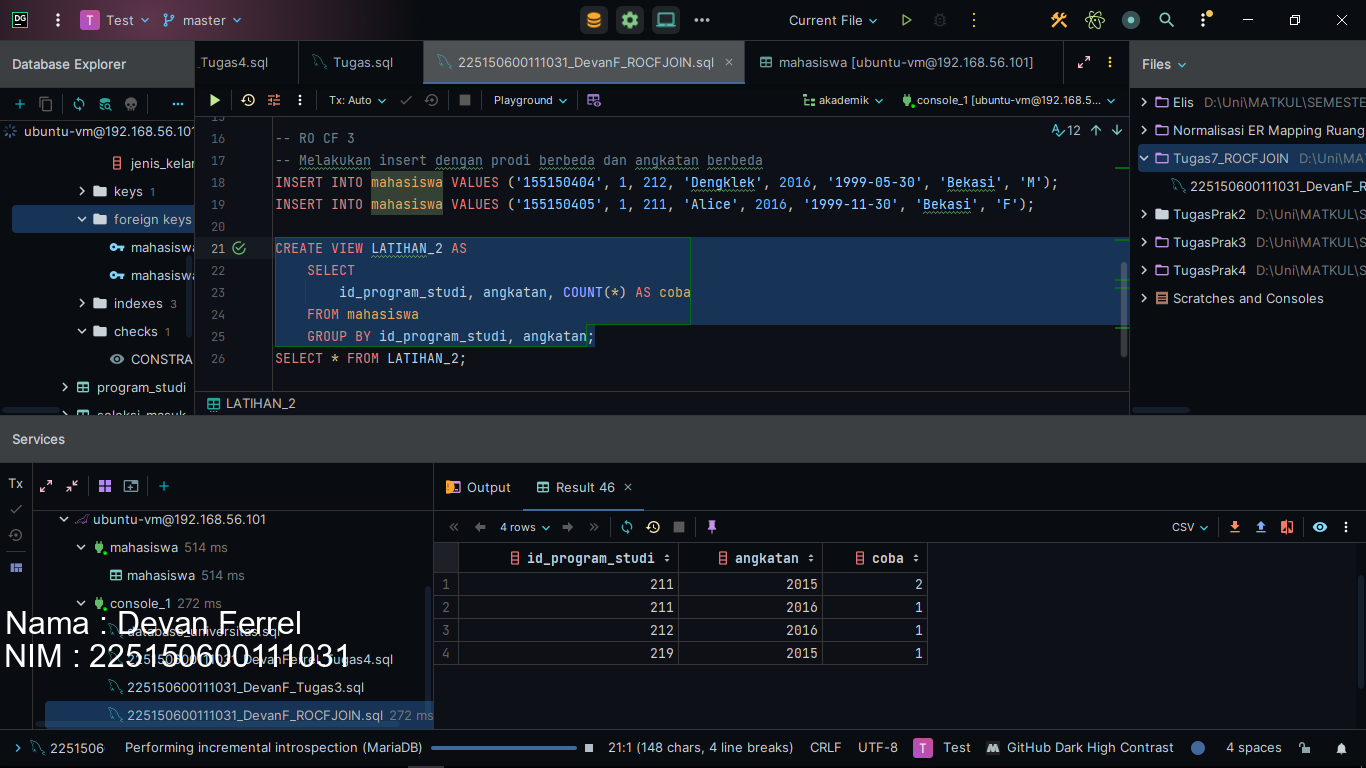 DG
T Test
master
Current File
Database Explorer
Tugas4.sql
Tugas.sql
225150600111031_DevanF_ROCFJOIN.sql
mahasiswa [ubuntu-vm@192.168.56.101]
Files
Tx: Auto
Playground
akademik
console_1 [ubuntu-vm@192.168.5...
ubuntu-vm@192.168.56.101
jenis_kelar
keys 1
foreign keys
mahasiswa
mahasiswa
indexes 3
checks 1
CONSTRA
program_studi
seleksi_masuk
15
16 -- RO CF 3
17 -- Melakukan insert dengan prodi berbeda dan angkatan berbeda
18 INSERT INTO mahasiswa VALUES ('155150404', 1, 212, 'Dengklek', 2016, '1999-05-30', 'Bekasi', 'M');
19 INSERT INTO mahasiswa VALUES ('155150405', 1, 211, 'Alice', 2016, '1999-11-30', 'Bekasi', 'F');
20
21 CREATE VIEW LATIHAN_2 AS
22 SELECT
23 id_program_studi, angkatan, COUNT(*) AS coba
24 FROM mahasiswa
25 GROUP BY id_program_studi, angkatan;
26 SELECT * FROM LATIHAN_2;
12
LATIHAN_2
Elis D:\Uni\MATKUL\SEMESTE
Normalisasi ER Mapping Ruang
Tugas7_ROCFJOIN D:\Uni\MA
225150600111031_DevanF_R
TugasPrak2 D:\Uni\MATKUL\S
TugasPrak3 D:\Uni\MATKUL\S
TugasPrak4 D:\Uni\MATKUL\S
Scratches and Consoles
Services
Tx
ubuntu-vm@192.168.56.101
mahasiswa 514 ms
mahasiswa 514 ms
console_1 272 ms
database_universitas.sql
225150600111031_DevanFerrel_Tugas4.sql
225150600111031_DevanF_Tugas3.sql
225150600111031_DevanF_ROCFJOIN.sql 272 ms
Nama : Devan Ferrel
NIM : 225150600111031
Output
Result 46
4 rows
CSV
id_program_studi angkatan coba
1 211 2015 2
2 211 2016 1
3 212 2016 1
4 219 2015 1
2251506
Performing incremental introspection (MariaDB)
21:1 (148 chars, 4 line breaks)
CRLF
UTF-8
T Test
GitHub Dark High Contrast
4 spaces